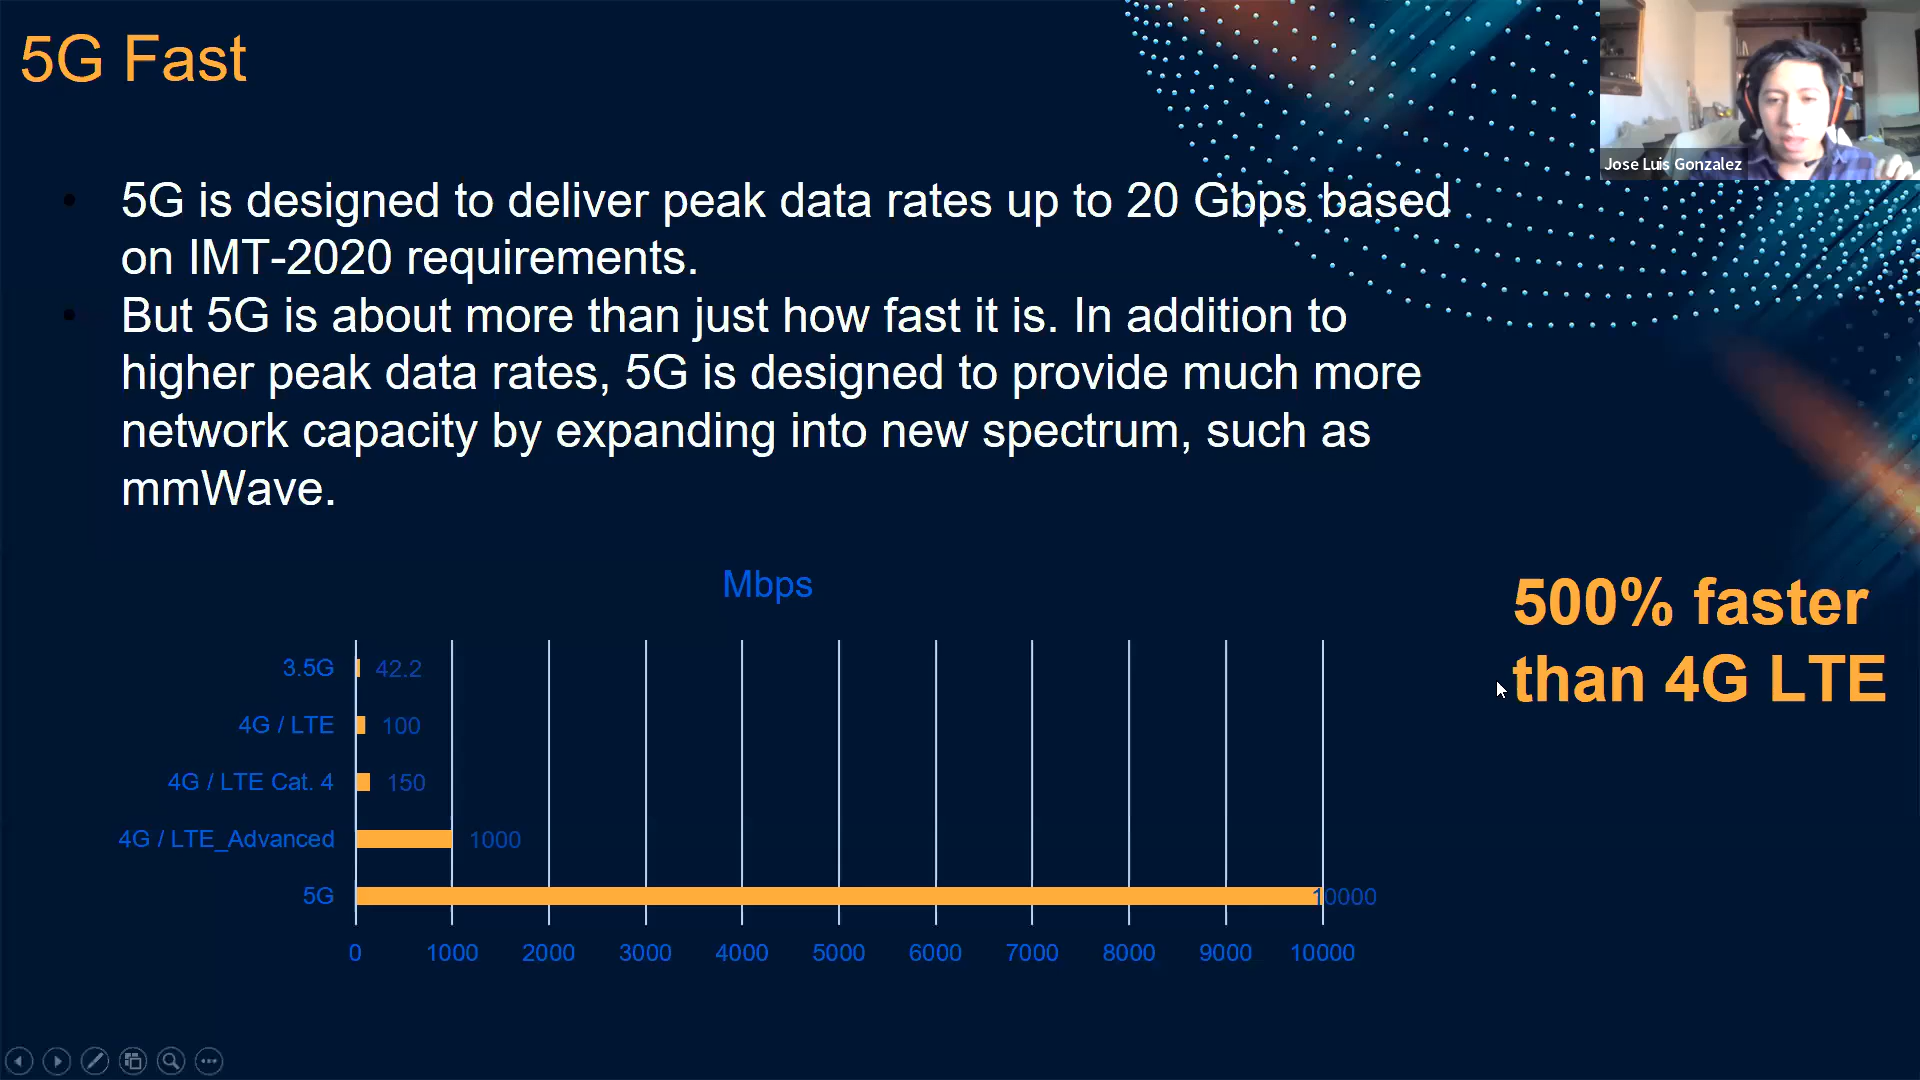 5G Fast
Jose Luis Gonzalez
5G is designed to deliver peak data rates up to 20 Gbps based
on IMT-2020 requirements.
But 5G is about more than just how fast it is. In addition to
higher peak data rates, 5G is designed to provide much more
network capacity by expanding into new spectrum, such as
mmWave.
Mbps
3.5G 42.2
4G / LTE 100
4G / LTE Cat. 4 150
4G / LTE_Advanced 1000
5G 10000
0 1000 2000 3000 4000 5000 6000 7000 8000 9000 10000
500% faster
than 4G LTE